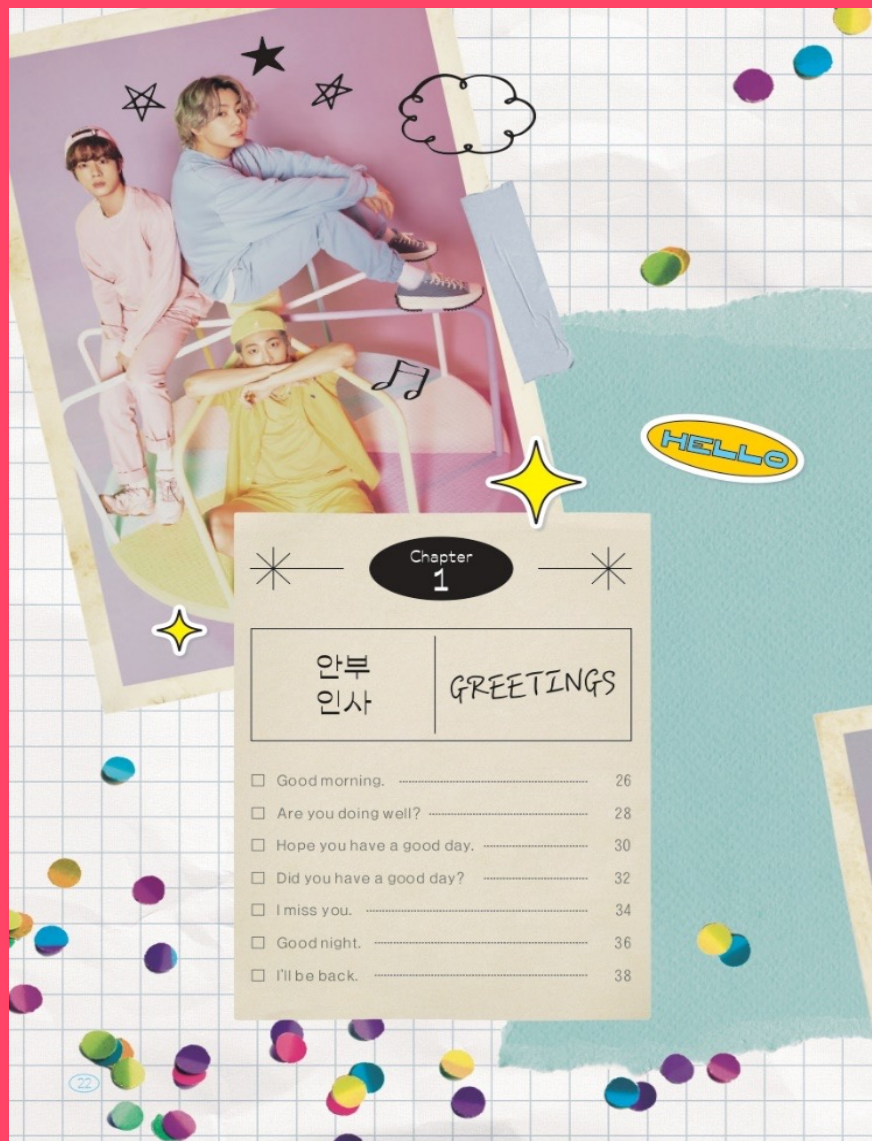 HELLO
Chapter
1
안부
인사
GREETINGS
Good morning. 26
Are you doing well? 28
Hope you have a good day. 30
Did you have a good day? 32
I miss you. 34
Good night. 36
I'll be back. 38
22